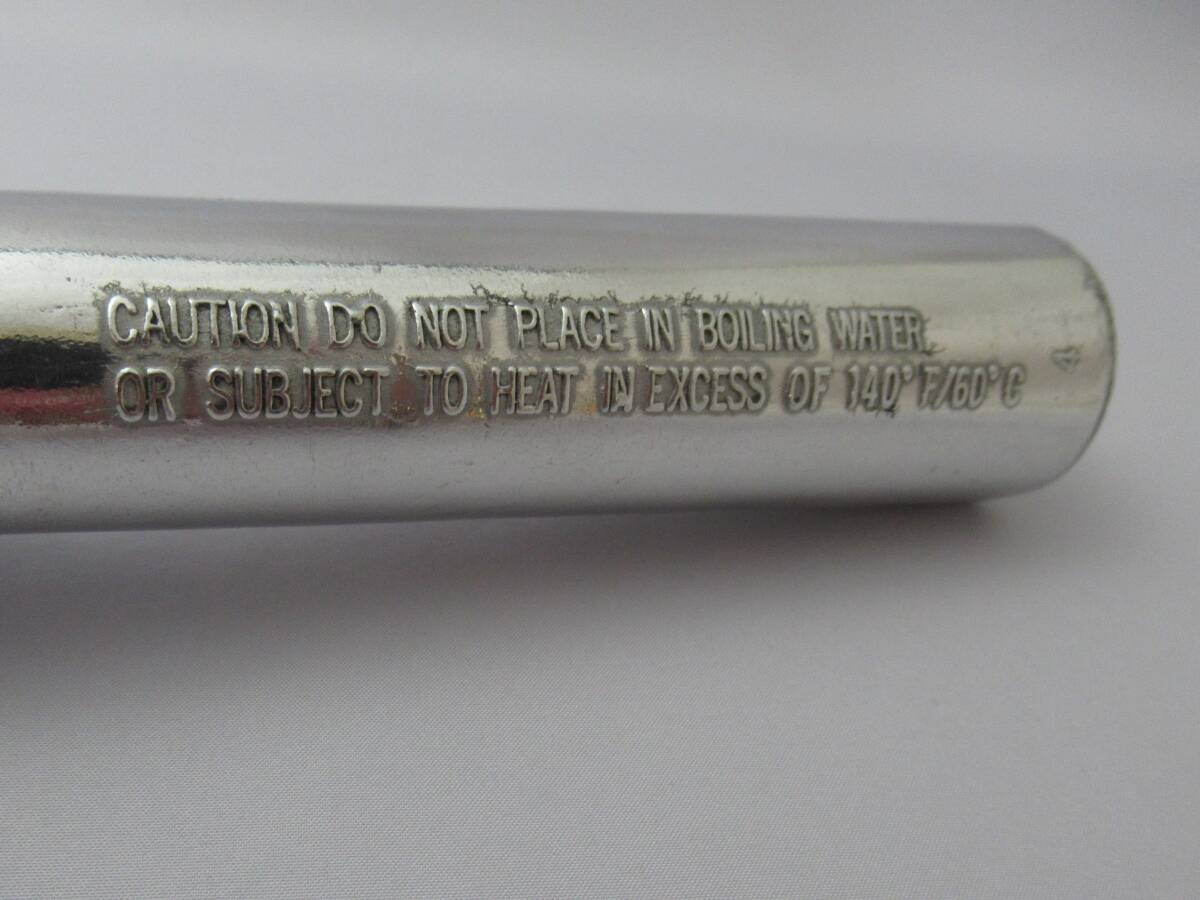 CAUTION DO NOT PLACE IN BOILING WATER
OR SUBJECT TO HEAT IN EXCESS OF 140°F/60°C